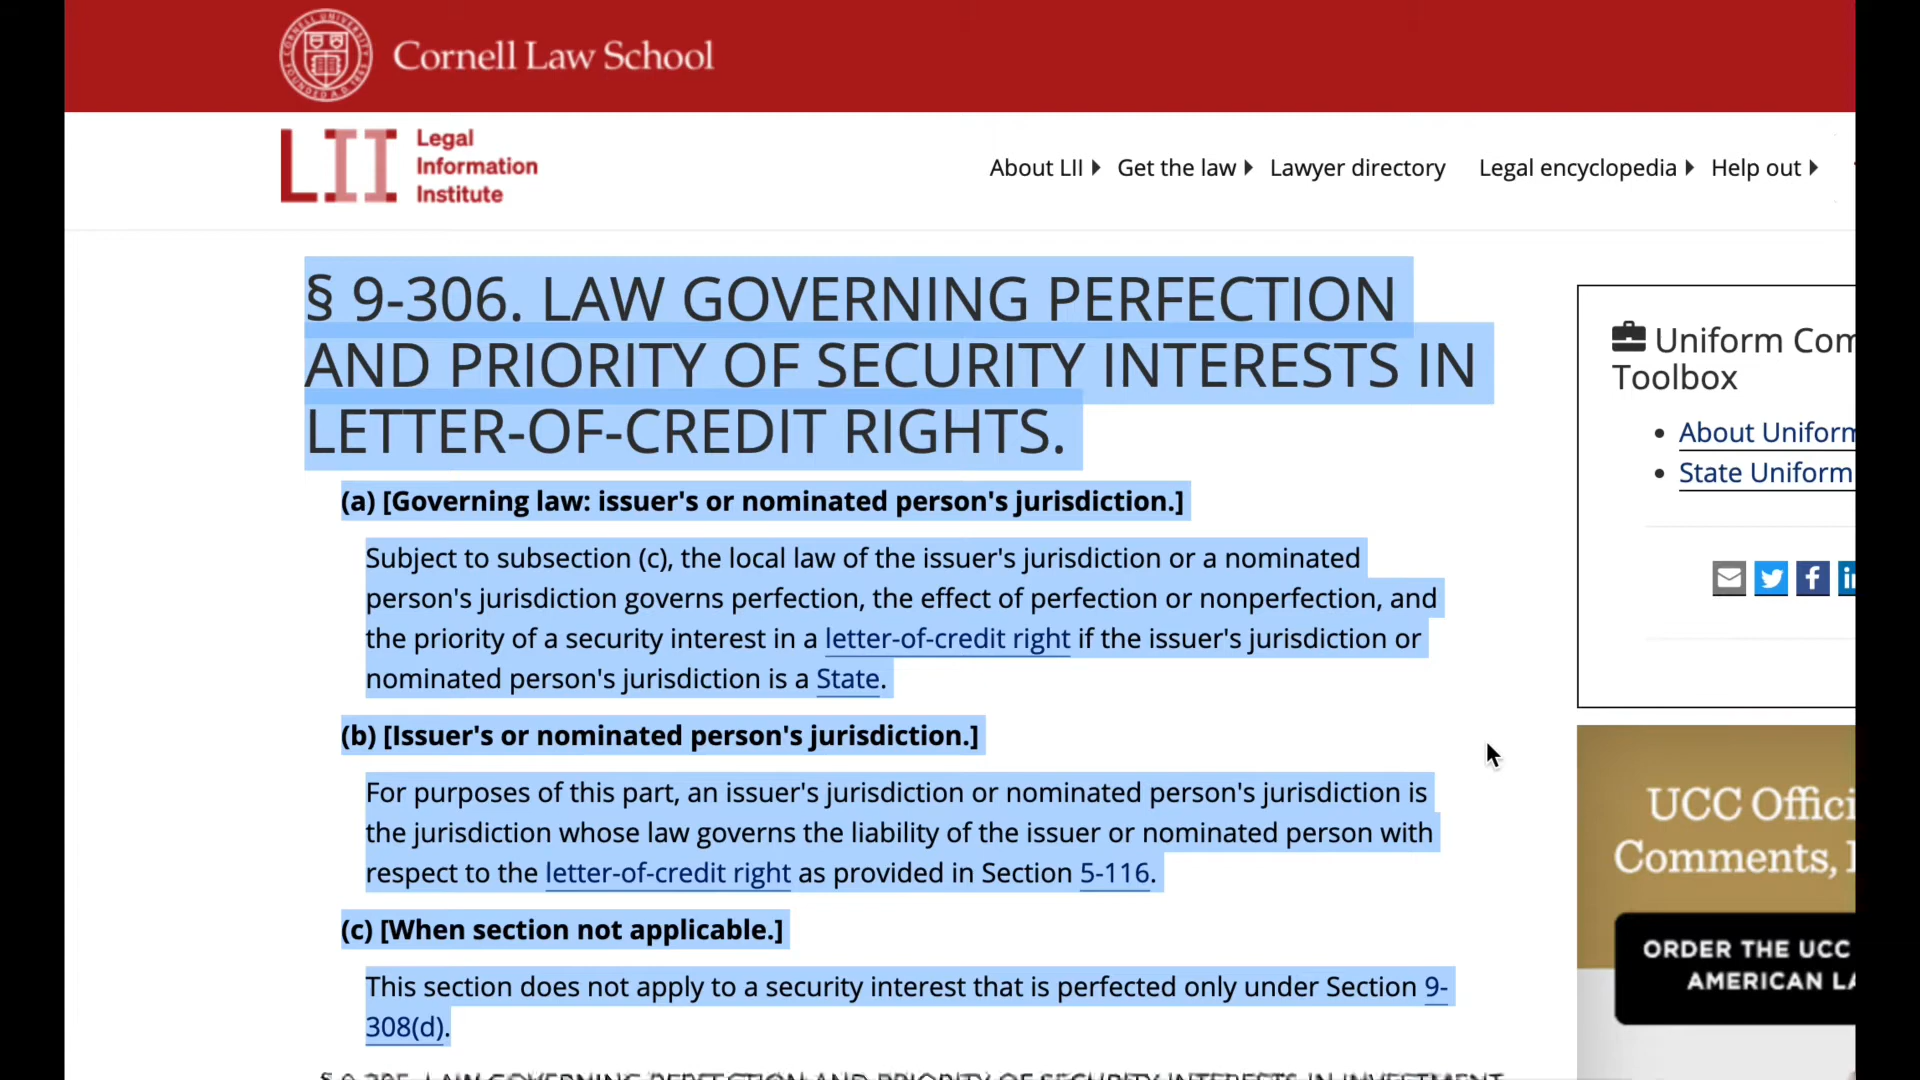 Cornell Law School
LII
Legal
Information
Institute
About LII
Get the law
Lawyer directory
Legal encyclopedia
Help out
§ 9-306. LAW GOVERNING PERFECTION
AND PRIORITY OF SECURITY INTERESTS IN
LETTER-OF-CREDIT RIGHTS.
(a) [Governing law: issuer's or nominated person's jurisdiction.]
Subject to subsection (c), the local law of the issuer's jurisdiction or a nominated
person's jurisdiction governs perfection, the effect of perfection or nonperfection, and
the priority of a security interest in a letter-of-credit right if the issuer's jurisdiction or
nominated person's jurisdiction is a State.
(b) [Issuer's or nominated person's jurisdiction.]
For purposes of this part, an issuer's jurisdiction or nominated person's jurisdiction is
the jurisdiction whose law governs the liability of the issuer or nominated person with
respect to the letter-of-credit right as provided in Section 5-116.
(c) [When section not applicable.]
This section does not apply to a security interest that is perfected only under Section 9-
308(d).
Uniform Com
Toolbox
About Uniform
State Uniform
UCC Offici
Comments,
ORDER THE UCC
AMERICAN LA